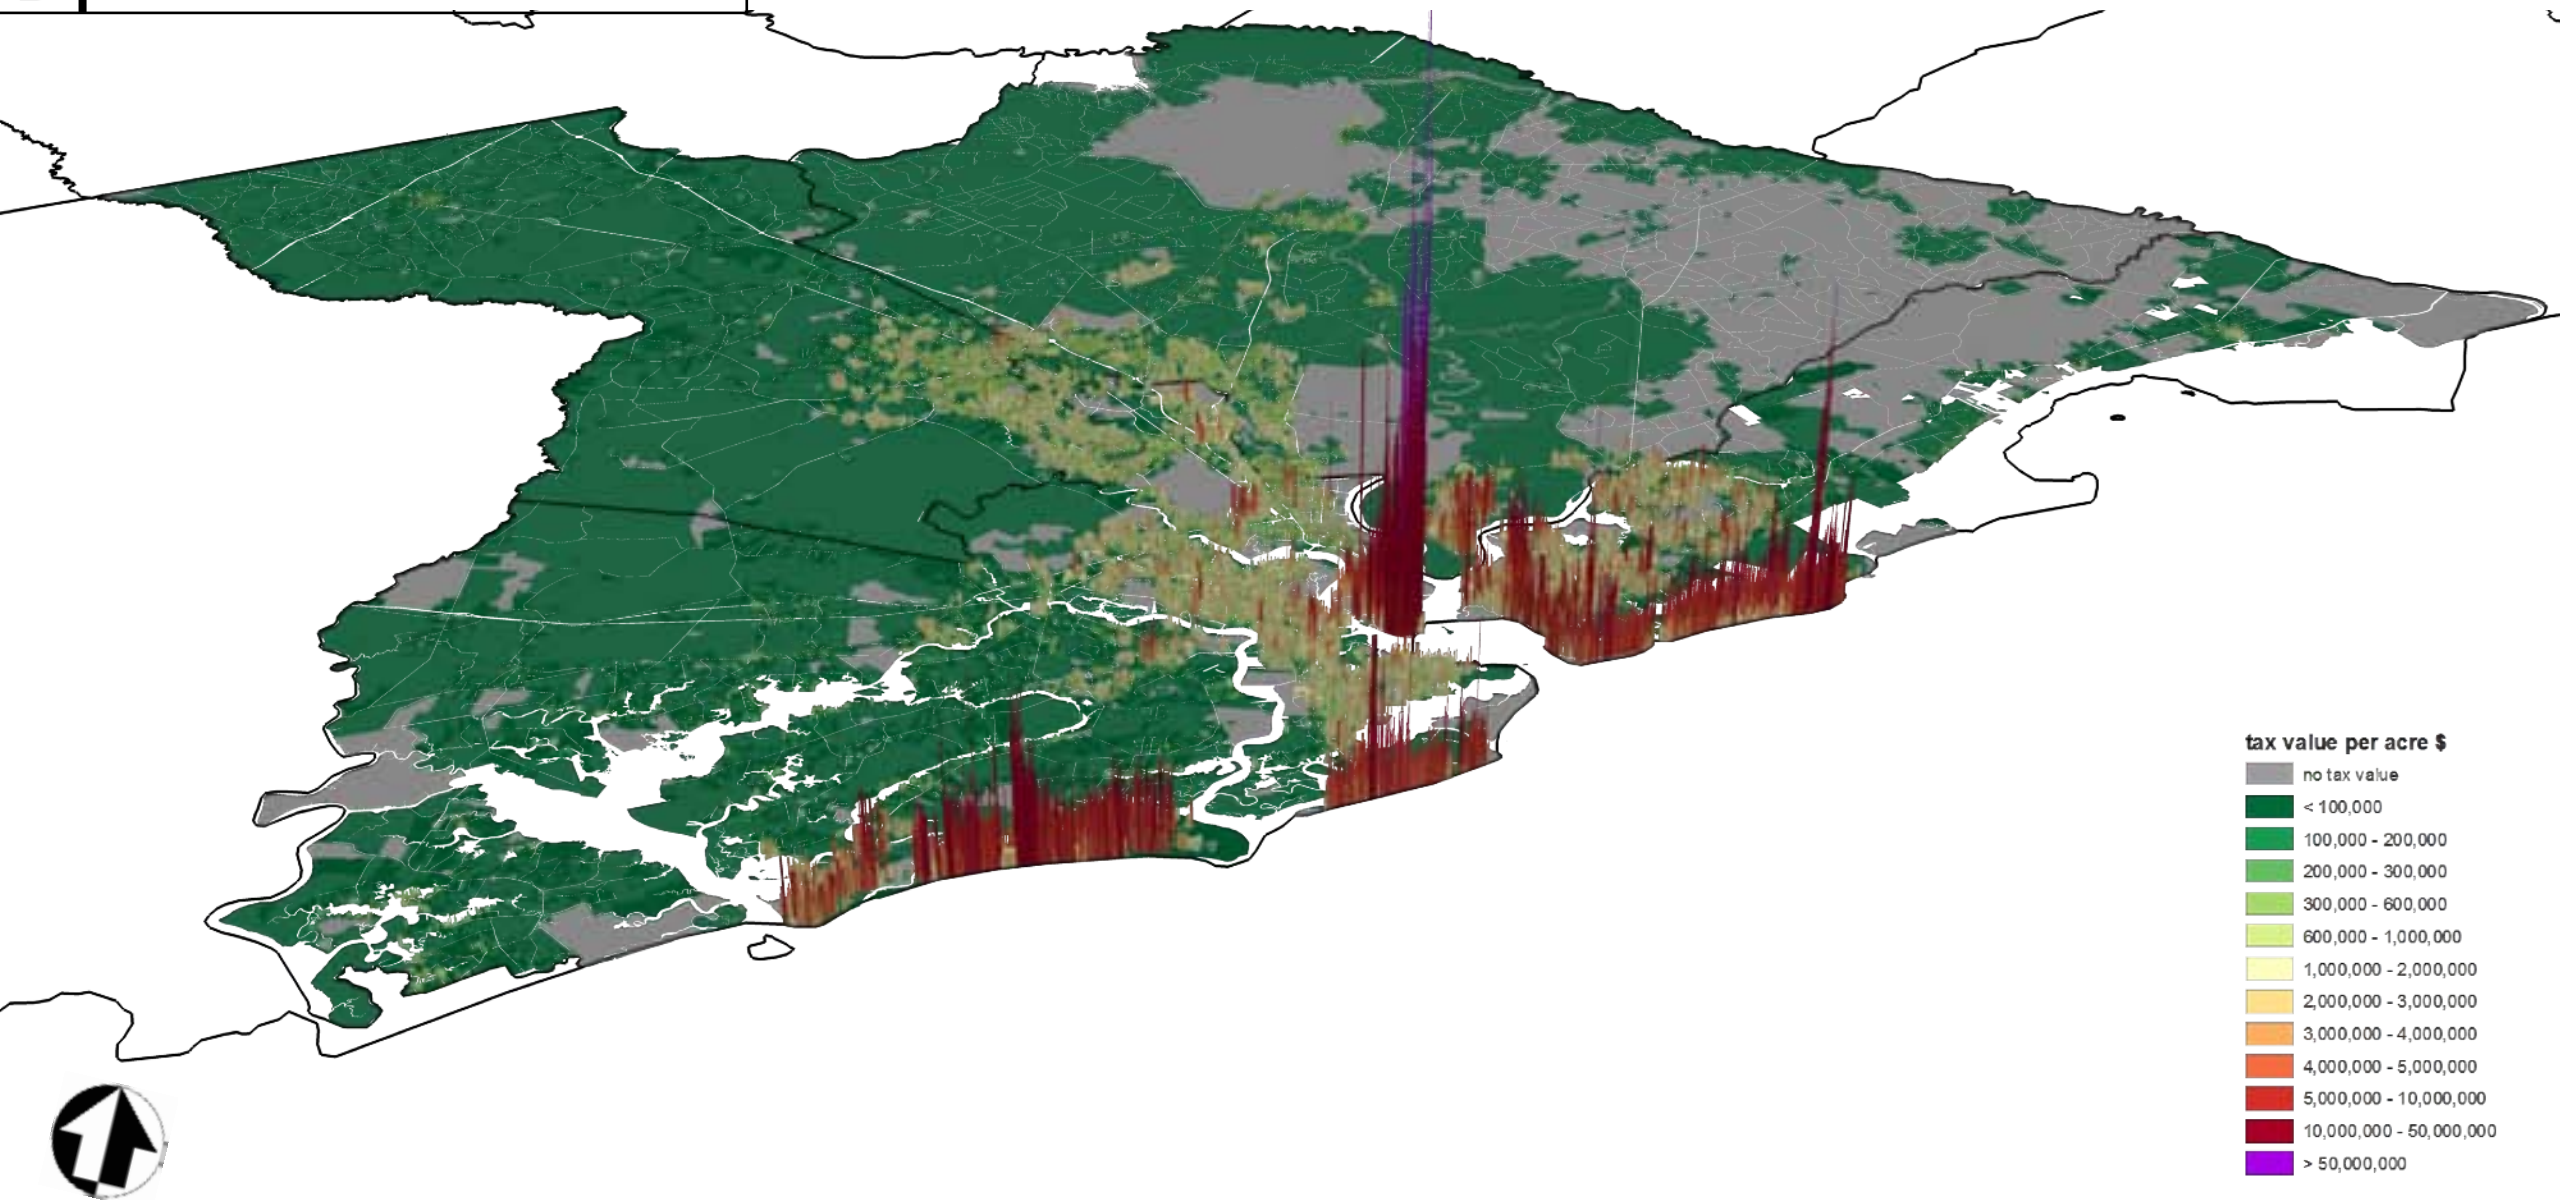 tax value per acre $
no tax value
< 100,000
100,000 - 200,000
200,000 - 300,000
300,000 - 600,000
600,000 - 1,000,000
1,000,000 - 2,000,000
2,000,000 - 3,000,000
3,000,000 - 4,000,000
4,000,000 - 5,000,000
5,000,000 - 10,000,000
10,000,000 - 50,000,000
> 50,000,000